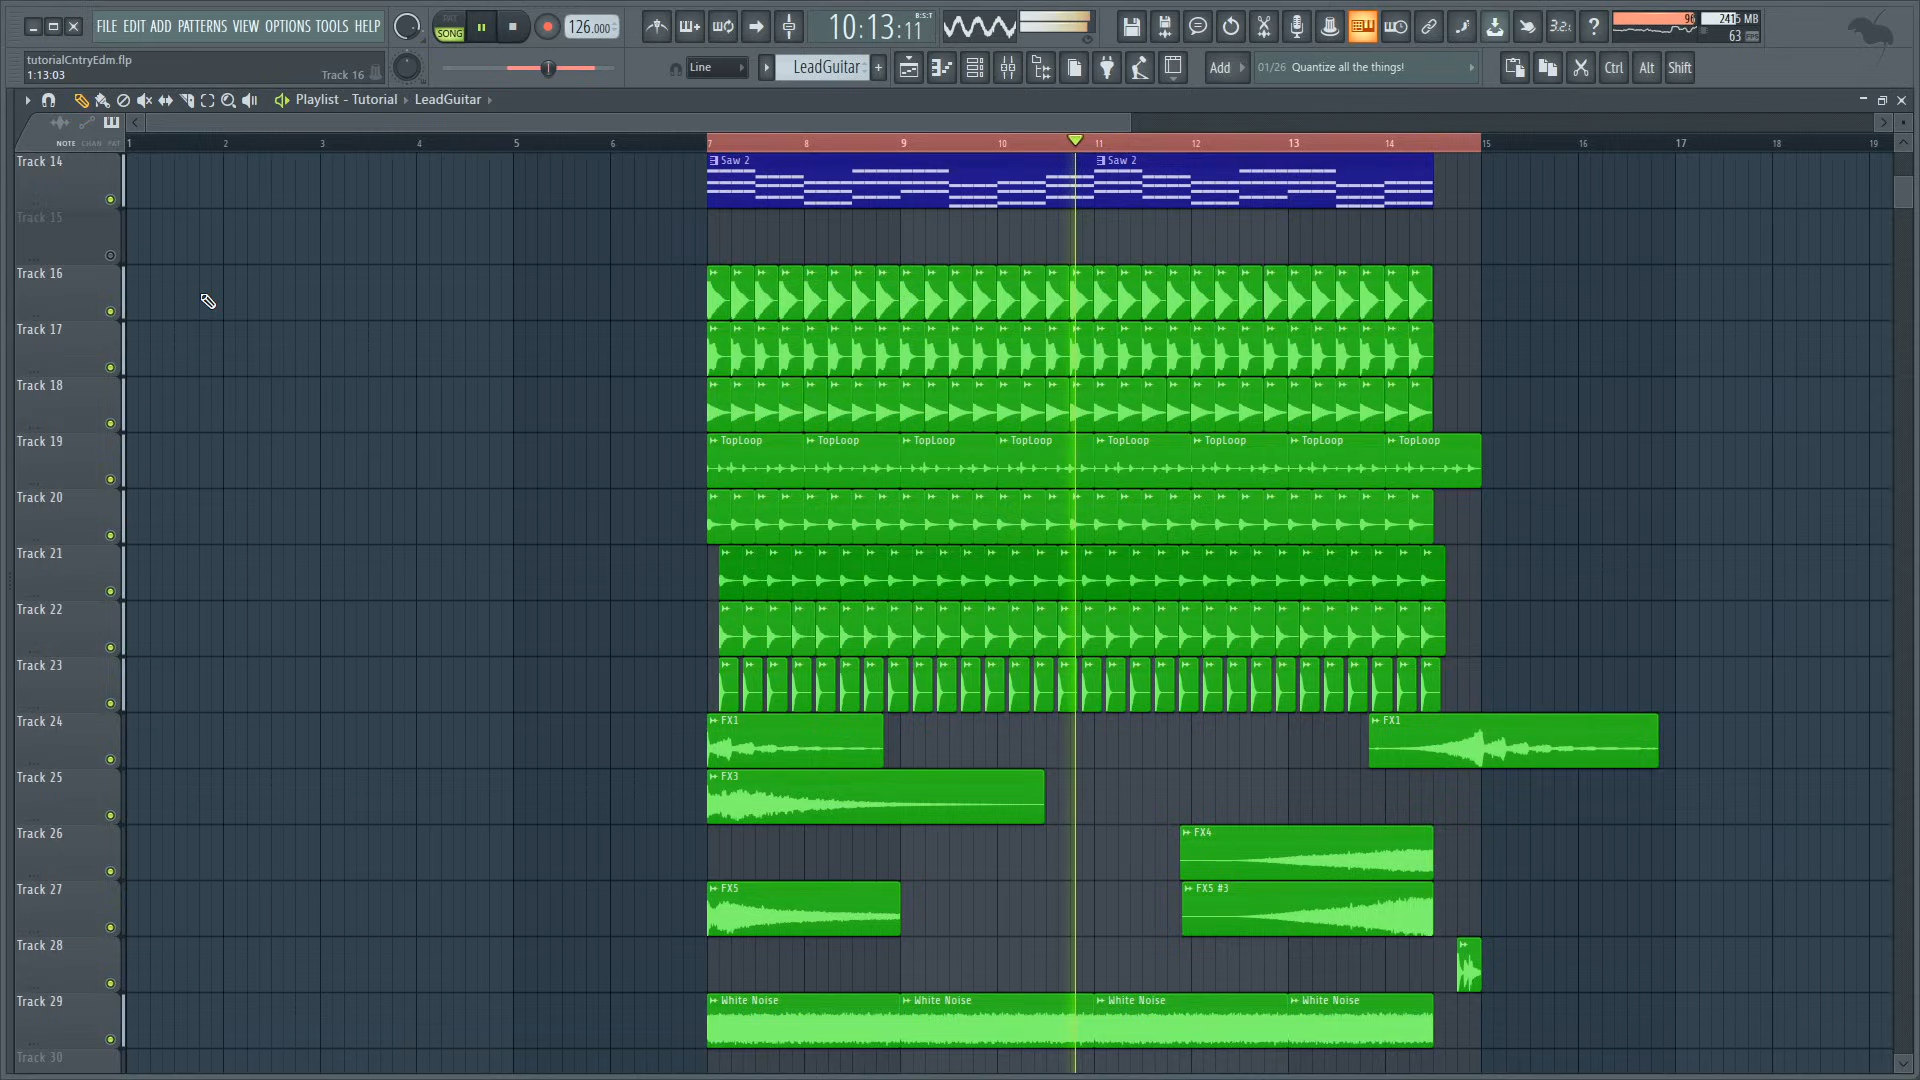 FILE EDIT ADD PATTERNS VIEW OPTIONS TOOLS HELP
PAT
SONG
126.000
10:13:11
B:S:T
3.2:
96
2415 MB
63
tutorialCntryEdm.flp
1:13:03
Track 16
Line
LeadGuitar
+
Add
01/26 Quantize all the things!
Ctrl
Alt
Shift
Playlist - Tutorial
LeadGuitar
NOTE CHAN PAT
1 2 3 4 5 6 7 8 9 10 11 12 13 14 15 16 17 18 19
Track 14
Saw 2
Saw 2
Track 15
Track 16
Track 17
Track 18
Track 19
TopLoop TopLoop TopLoop TopLoop TopLoop TopLoop TopLoop TopLoop
Track 20
Track 21
Track 22
Track 23
Track 24
FX1
FX1
Track 25
FX3
Track 26
FX4
Track 27
FX5
FX5 #3
Track 28
Track 29
White Noise White Noise White Noise White Noise
Track 30